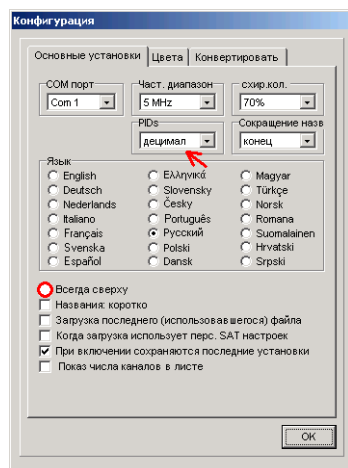 Конфигурация
Основные установки Цвета Конвертировать
COM порт Част. диапазон схир.кол.
Com 1 5 MHz 70%
PIDs Сокращение назв
децимал конец
Язык
English Ελληνικά Magyar
Deutsch Slovensky Türkçe
Nederlands Česky Norsk
Italiano Português Romana
Français Русский Suomalainen
Svenska Polski Hrvatski
Español Dansk Srpski
Всегда сверху
Названия: коротко
Загрузка последнего (использовавшегося) файла
Когда загрузка использует перс. SAT настроек
При включении сохраняются последние установки
Показ числа каналов в листе
OK